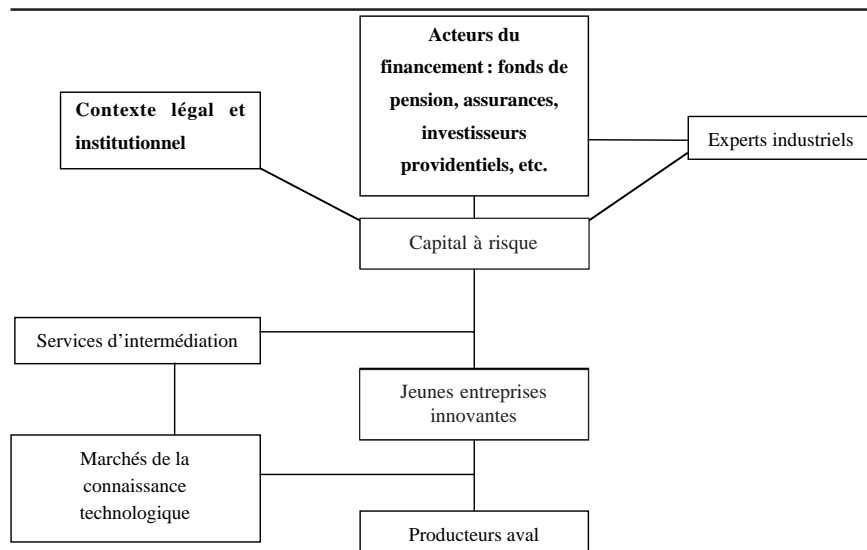 Acteurs du
financement : fonds de
pension, assurances,
investisseurs
providentiels, etc.
Contexte légal et
institutionnel
Experts industriels
Capital à risque
Services d’intermédiation
Jeunes entreprises
innovantes
Marchés de la
connaissance
technologique
Producteurs aval